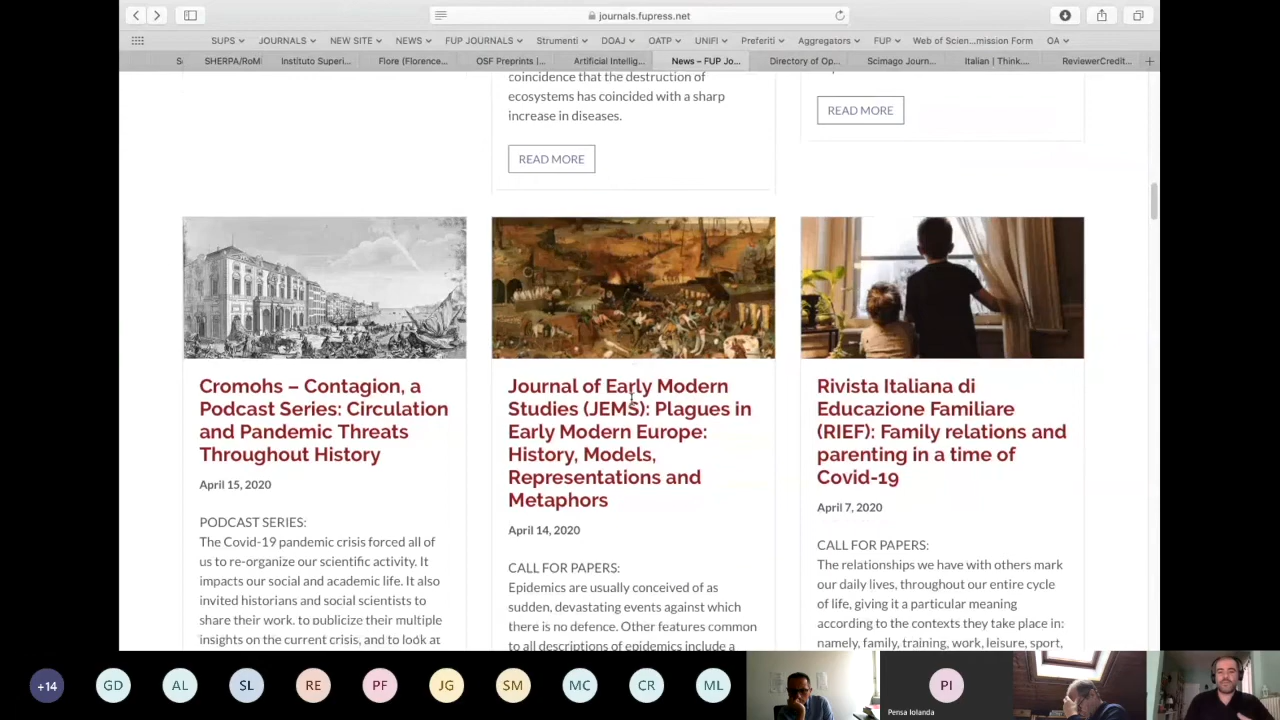 journals.fupress.net
SUPS JOURNALS NEW SITE NEWS FUP JOURNALS Strumenti DOAJ OATP UNIFI Preferiti Aggregators FUP Web of Scien...mission Form OA
SHERPA/RoMI Instituto Superi... Flore (Florence... OSF Preprints |... Artificial Intellig... News – FUP Jo... Directory of Op... Scimago Journ... Italian | Think.... ReviewerCredit...
coincidence that the destruction of
ecosystems has coincided with a sharp
increase in diseases.
READ MORE
READ MORE
Cromohs – Contagion, a
Podcast Series: Circulation
and Pandemic Threats
Throughout History
April 15, 2020
PODCAST SERIES:
The Covid-19 pandemic crisis forced all of
us to re-organize our scientific activity. It
impacts our social and academic life. It also
invited historians and social scientists to
share their work, to publicize their multiple
insights on the current crisis, and to look at
Journal of Early Modern
Studies (JEMS): Plagues in
Early Modern Europe:
History, Models,
Representations and
Metaphors
April 14, 2020
CALL FOR PAPERS:
Epidemics are usually conceived of as
sudden, devastating events against which
there is no defence. Other features common
to all descriptions of epidemics include a
Rivista Italiana di
Educazione Familiare
(RIEF): Family relations and
parenting in a time of
Covid-19
April 7, 2020
CALL FOR PAPERS:
The relationships we have with others mark
our daily lives, throughout our entire cycle
of life, giving it a particular meaning
according to the contexts they take place in:
namely, family, training, work, leisure, sport,
+14 GD AL SL RE PF JG SM MC CR ML PI
Pensa Iolanda